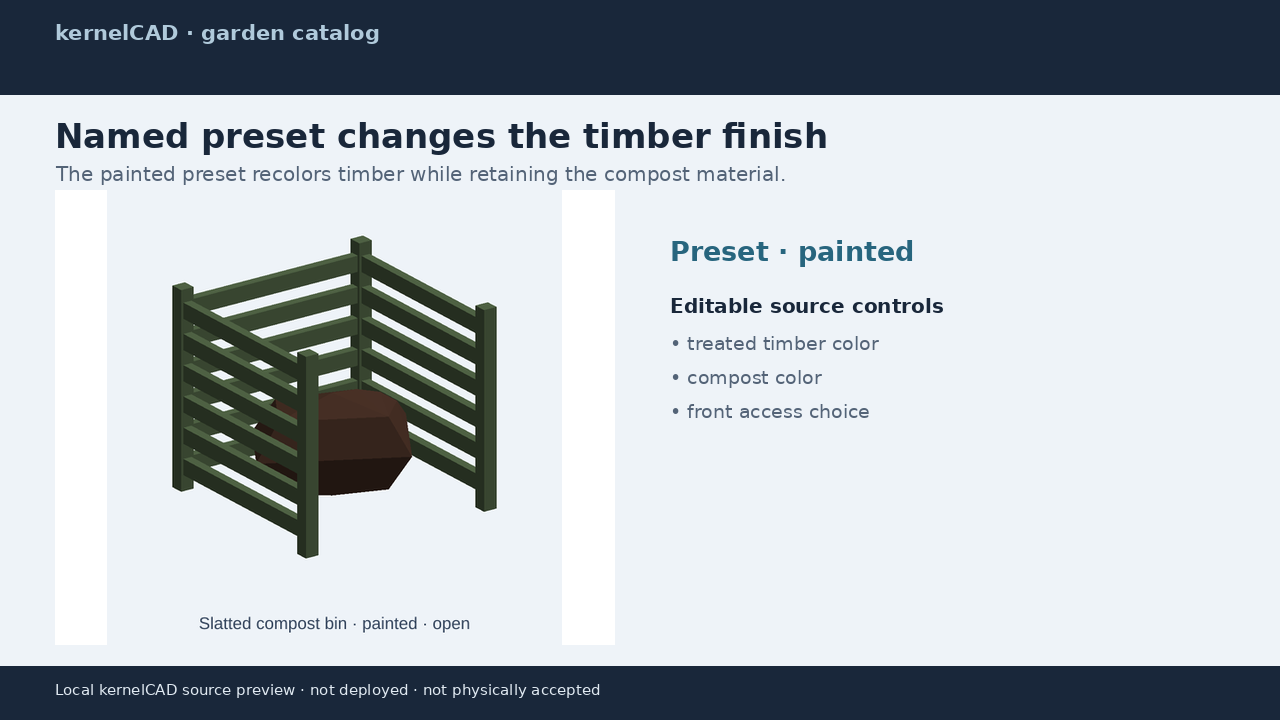 kernelCAD · garden catalog
Named preset changes the timber finish
The painted preset recolors timber while retaining the compost material.
Preset · painted
Editable source controls
• treated timber color
• compost color
• front access choice
Slatted compost bin · painted · open
Local kernelCAD source preview · not deployed · not physically accepted